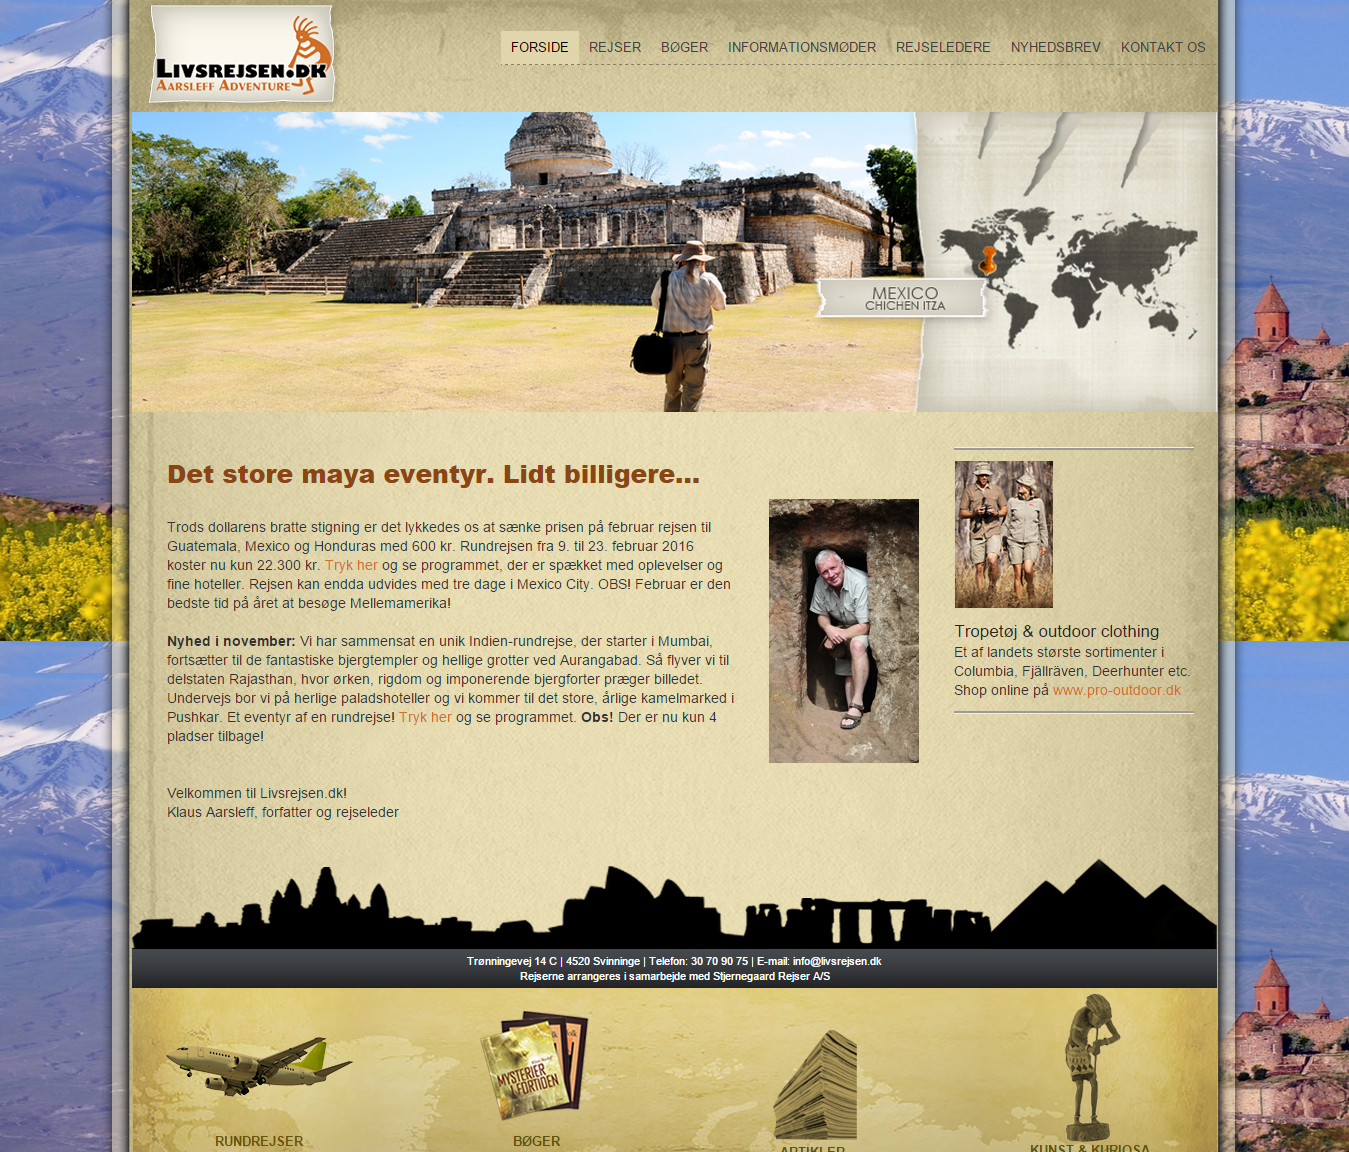 LIVSREJSEN.DK
AARSLEFF ADVENTURE
FORSIDE REJSER BØGER INFORMATIONSMØDER REJSELEDERE NYHEDSBREV KONTAKT OS
MEXICO
CHICHEN ITZA
Det store maya eventyr. Lidt billigere...
Trods dollarens bratte stigning er det lykkedes os at sænke prisen på februar rejsen til
Guatemala, Mexico og Honduras med 600 kr. Rundrejsen fra 9. til 23. februar 2016
koster nu kun 22.300 kr. Tryk her og se programmet, der er spækket med oplevelser og
fine hoteller. Rejsen kan endda udvides med tre dage i Mexico City. OBS! Februar er den
bedste tid på året at besøge Mellemamerika!
Nyhed i november: Vi har sammensat en unik Indien-rundrejse, der starter i Mumbai,
fortsætter til de fantastiske bjergtempler og hellige grotter ved Aurangabad. Så flyver vi til
delstaten Rajasthan, hvor ørken, rigdom og imponerende bjergforter præger billedet.
Undervejs bor vi på herlige paladshoteller og vi kommer til det store, årlige kamelmarked i
Pushkar. Et eventyr af en rundrejse! Tryk her og se programmet. Obs! Der er nu kun 4
pladser tilbage!
Velkommen til Livsrejsen.dk!
Klaus Aarsleff, forfatter og rejseleder
Tropetøj & outdoor clothing
Et af landets største sortimenter i
Columbia, Fjällräven, Deerhunter etc.
Shop online på www.pro-outdoor.dk
Trønningevej 14 C | 4520 Svinninge | Telefon: 30 70 90 75 | E-mail: info@livsrejsen.dk
Rejserne arrangeres i samarbejde med Stjernegaard Rejser A/S
MYSTERIER
I FORTIDEN
RUNDREJSER
BØGER
ARTIKLER
KUNST & KURIOSA